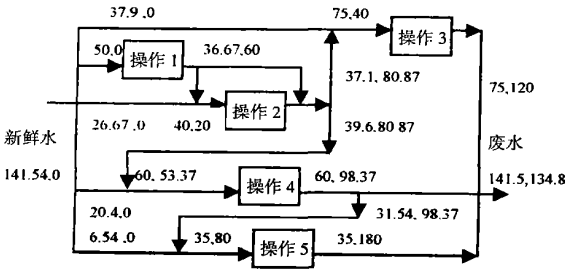 37.9 .0
75,40
操作 3
50,0
操作 1
36.67,60
37.1, 80.87
75,120
操作 2
26.67 .0
40,20
39.6.80 87
新鲜水
废水
141.54.0
60, 53.37
操作 4
60, 98.37
141.5,134.8
20.4,0
31.54, 98.37
6.54 .0
35,80
操作 5
35,180